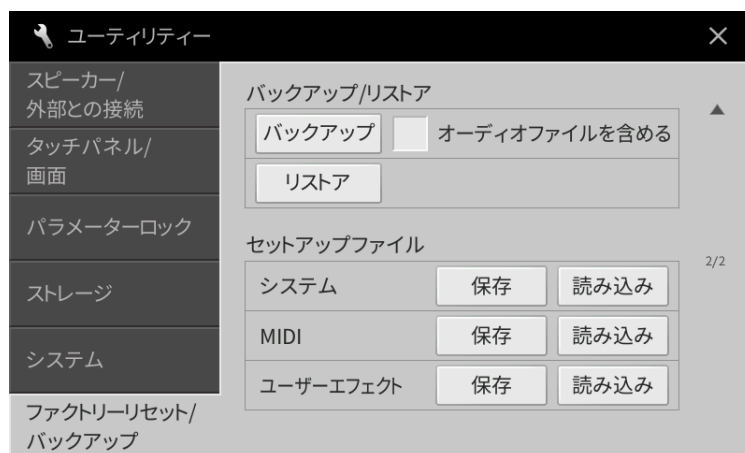 ユーティリティー
スピーカー/
外部との接続
タッチパネル/
画面
パラメーターロック
ストレージ
システム
ファクトリーリセット/
バックアップ
バックアップ/リストア
バックアップ オーディオファイルを含める
リストア
セットアップファイル
システム 保存 読み込み
MIDI 保存 読み込み
ユーザーエフェクト 保存 読み込み
2/2